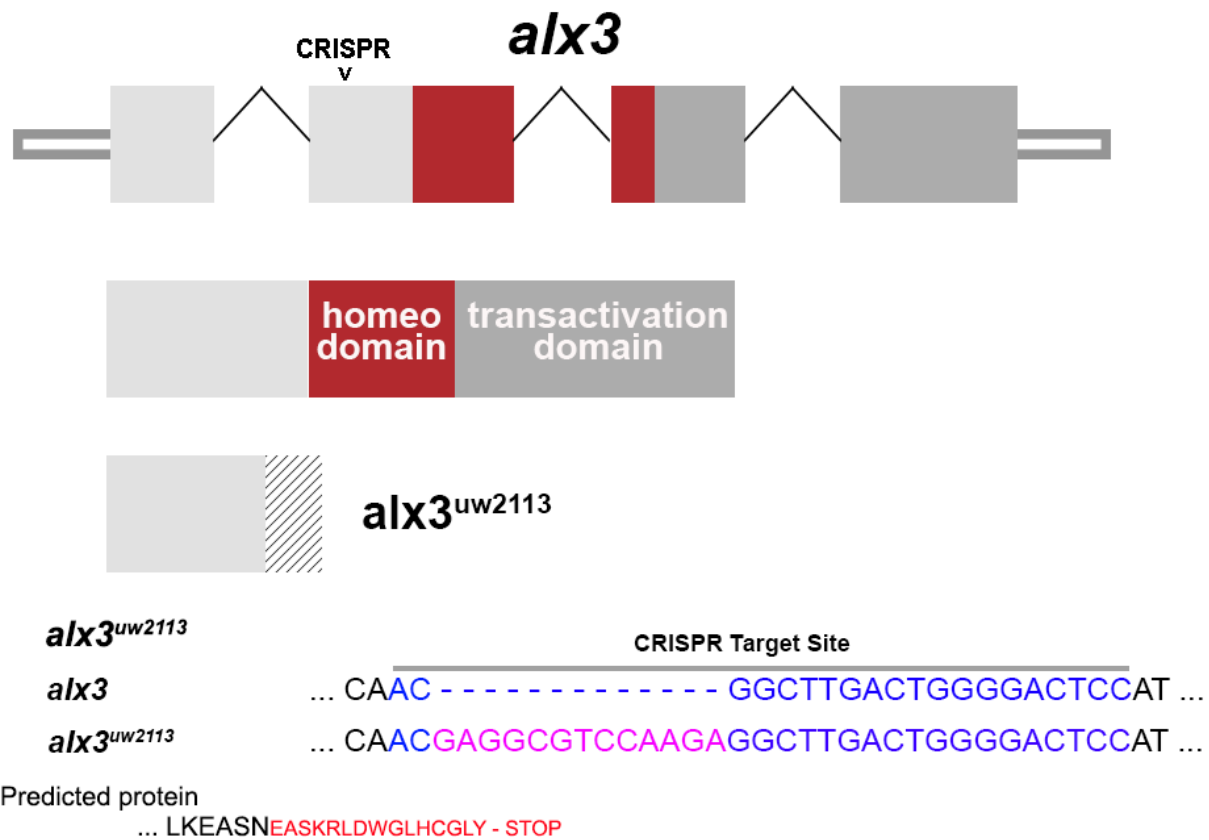 alx3
CRISPR
v
homeo
domain
transactivation
domain
alx3uw2113
alx3uw2113
CRISPR Target Site
alx3 ... CAAC - - - - - - - - - - - - - GGCTTGACTGGGGACTCCAT ...
alx3uw2113 ... CAACGAGGCGTCCAAGAGGCTTGACTGGGGACTCCAT ...
Predicted protein
... LKEASNEASKRLDWGLHCGLY - STOP